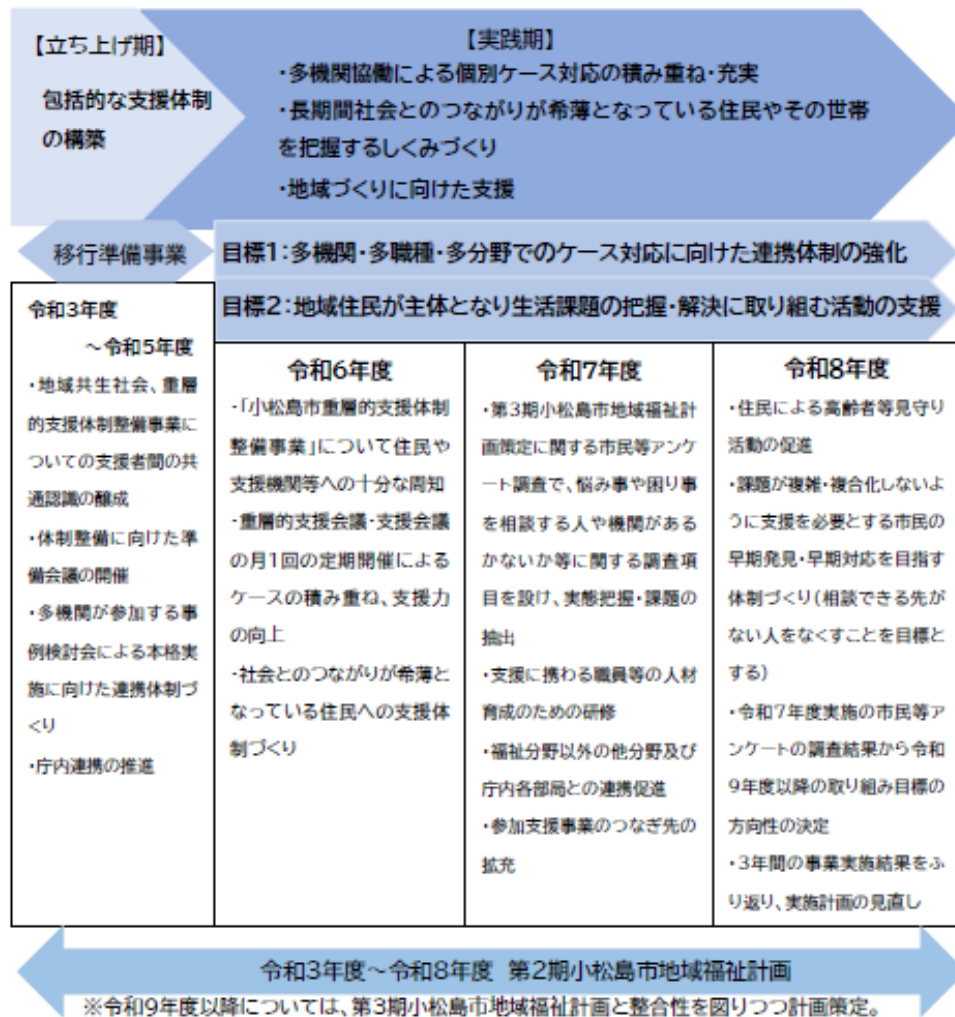 【立ち上げ期】
包括的な支援体制
の構築
【実践期】
・多機関協働による個別ケース対応の積み重ね・充実
・長期間社会とのつながりが希薄となっている住民やその世帯
を把握するしくみづくり
・地域づくりに向けた支援
移行準備事業
目標1：多機関・多職種・多分野でのケース対応に向けた連携体制の強化
目標2：地域住民が主体となり生活課題の把握・解決に取り組む活動の支援
令和3年度
～令和5年度
・地域共生社会、重層
的支援体制整備事業に
ついての支援者間の共
通認識の醸成
・体制整備に向けた準
備会議の開催
・多機関が参加する事
例検討会による本格実
施に向けた連携体制づ
くり
・庁内連携の推進
令和6年度
・「小松島市重層的支援体制
整備事業」について住民や
支援機関等への十分な周知
・重層的支援会議・支援会議
の月1回の定期開催による
ケースの積み重ね、支援力
の向上
・社会とのつながりが希薄と
なっている住民への支援体
制づくり
令和7年度
・第3期小松島市地域福祉計
画策定に関する市民等アンケ
ート調査で、悩み事や困り事
を相談する人や機関がある
かないか等に関する調査項
目を設け、実態把握・課題の
抽出
・支援に携わる職員等の人材
育成のための研修
・福祉分野以外の他分野及び
庁内各部局との連携促進
・参加支援事業のつなぎ先の
拡充
令和8年度
・住民による高齢者等見守り
活動の促進
・課題が複雑・複合化しないよ
うに支援を必要とする市民の
早期発見・早期対応を目指す
体制づくり(相談できる先が
ない人をなくすことを目標と
する)
・令和7年度実施の市民等ア
ンケートの調査結果から令和
9年度以降の取り組み目標の
方向性の決定
・3年間の事業実施結果をふ
り返り、実施計画の見直し
令和3年度～令和8年度 第2期小松島市地域福祉計画
※令和9年度以降については、第3期小松島市地域福祉計画と整合性を図りつつ計画策定。